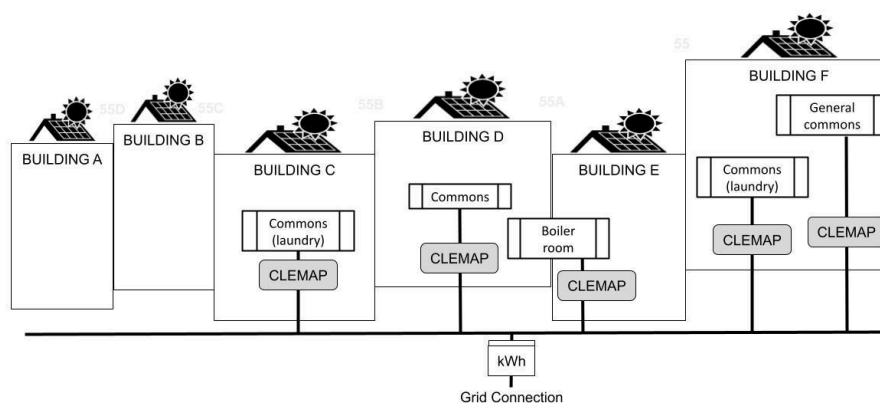 55
BUILDING F
55D
55C
55B
55A
General
commons
BUILDING A
BUILDING B
BUILDING C
BUILDING D
BUILDING E
Commons
(laundry)
Commons
Boiler
room
Commons
(laundry)
CLEMAP
CLEMAP
CLEMAP
CLEMAP
CLEMAP
kWh
Grid Connection